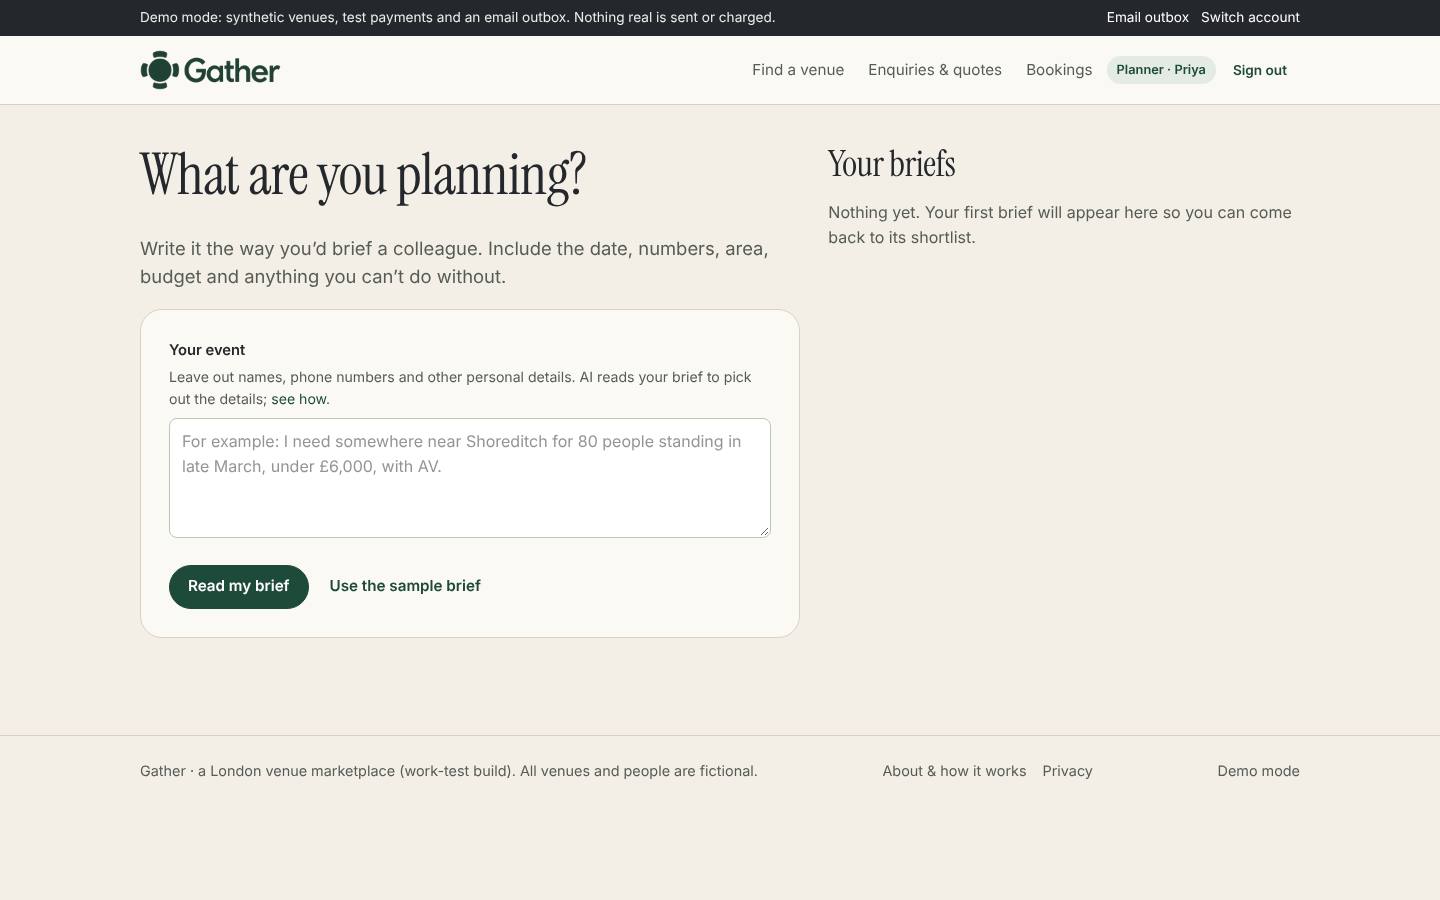 Demo mode: synthetic venues, test payments and an email outbox. Nothing real is sent or charged.
Email outbox
Switch account
Gather
Find a venue
Enquiries & quotes
Bookings
Planner · Priya
Sign out
What are you planning?
Write it the way you’d brief a colleague. Include the date, numbers, area,
budget and anything you can’t do without.
Your event
Leave out names, phone numbers and other personal details. AI reads your brief to pick
out the details; see how.
For example: I need somewhere near Shoreditch for 80 people standing in
late March, under £6,000, with AV.
Read my brief
Use the sample brief
Your briefs
Nothing yet. Your first brief will appear here so you can come
back to its shortlist.
Gather · a London venue marketplace (work-test build). All venues and people are fictional.
About & how it works
Privacy
Demo mode